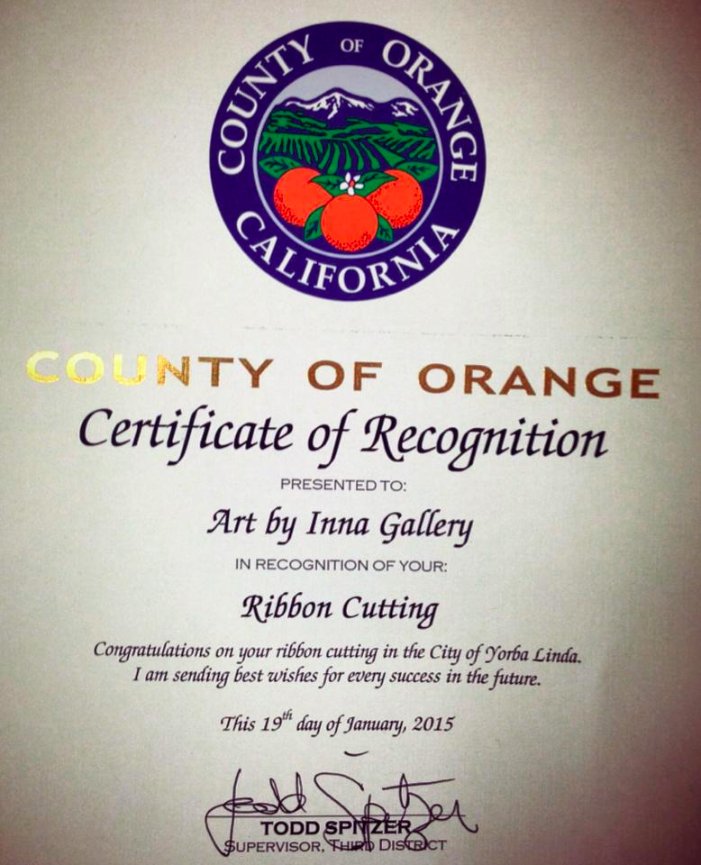 COUNTY OF ORANGE
CALIFORNIA
COUNTY OF ORANGE
Certificate of Recognition
PRESENTED TO:
Art by Inna Gallery
IN RECOGNITION OF YOUR:
Ribbon Cutting
Congratulations on your ribbon cutting in the City of Yorba Linda.
I am sending best wishes for every success in the future.
This 19th day of January, 2015
Todd Spitzer
TODD SPITZER
SUPERVISOR, THIRD DISTRICT